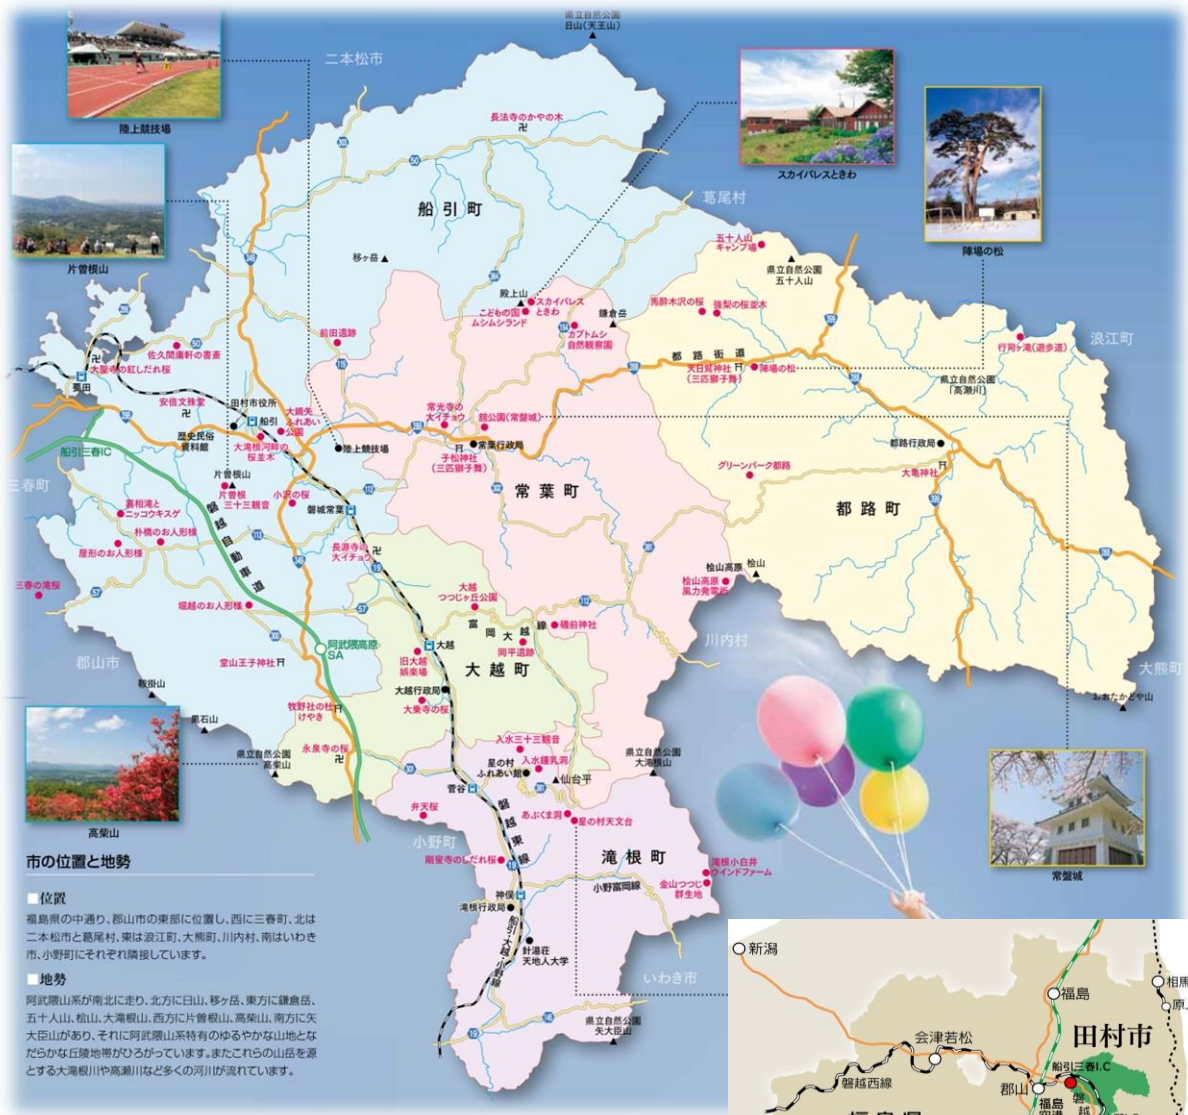 県立自然公園
日山(天王山)
二本松市
陸上競技場
長法寺のかやの木
スカイパレスときわ
船引町
葛尾村
陣場の松
片曽根山
移ヶ岳
五十人山
キャンプ場
県立自然公園
五十人山
殿上山
スカイパレス
ときわ
こどもの国
ムシムシランド
鎌倉岳
馬酔木沢の桜
強梨の桜並木
カブトムシ
自然観察園
前田遺跡
浪江町
行司ヶ滝(遊歩道)
佐久間庸軒の書斎
大聖寺の紅しだれ桜
要田
都路街道
天日鷲神社
(三匹獅子舞)
陣場の松
県立自然公園
「高瀬川」
安倍文殊堂
田村市役所
船引
大鏑矢
ふれあい
公園
歴史民俗
資料館
大滝根河畔の
桜並木
常光寺の
大イチョウ
舘公園(常盤城)
常葉行政局
子松神社
(三匹獅子舞)
陸上競技場
都路行政局
大亀神社
グリーンパーク都路
船引三春IC
三春町
片曽根山
片曽根
三十三観音
小沢の桜
磐城常葉
常葉町
都路町
裏相滝と
ニッコウキスゲ
朴橋のお人形様
屋形のお人形様
磐越自動車道
長源寺の
大イチョウ
三春の滝桜
堀越のお人形様
大越
つつじヶ丘公園
桧山高原
桧山
桧山高原
風力発電所
磯前神社
富岡大越線
同平遺跡
川内村
阿武隈高原
SA
堂山王子神社
郡山市
大越
旧大越
娯楽場
大越町
大越行政局
大乗寺の桜
大熊町
おおたかどや山
鞍掛山
黒石山
牧野社の杜
けやき
永泉寺の桜
県立自然公園
高柴山
入水三十三観音
星の村
ふれあい館
入水鍾乳洞
仙台平
県立自然公園
大滝根山
菅谷
弁天桜
小野町
磐越東線
あぶくま洞
星の村天文台
滝根町
滝根小白井
ウインドファーム
金山つつじ
群生地
小野富岡線
神俣
滝根行政局
船引・大越・小野線
針湯荘
天地人大学
いわき市
県立自然公園
矢大臣山
高柴山
常盤城
市の位置と地勢
■位置
福島県の中通り、郡山市の東部に位置し、西に三春町、北は
二本松市と葛尾村、東は浪江町、大熊町、川内村、南はいわき
市、小野町にそれぞれ隣接しています。
■地勢
阿武隈山系が南北に走り、北方に日山、移ヶ岳、東方に鎌倉岳、
五十人山、桧山、大滝根山、西方に片曽根山、高柴山、南方に矢
大臣山があり、それに阿武隈山系特有のゆるやかな山地とな
だらかな丘陵地帯がひろがっています。またこれらの山岳を源
とする大滝根川や高瀬川など多くの河川が流れています。
新潟
福島
相馬
田村市
会津若松
船引三春I.C
磐越西線
郡山
福島
空港
磐越